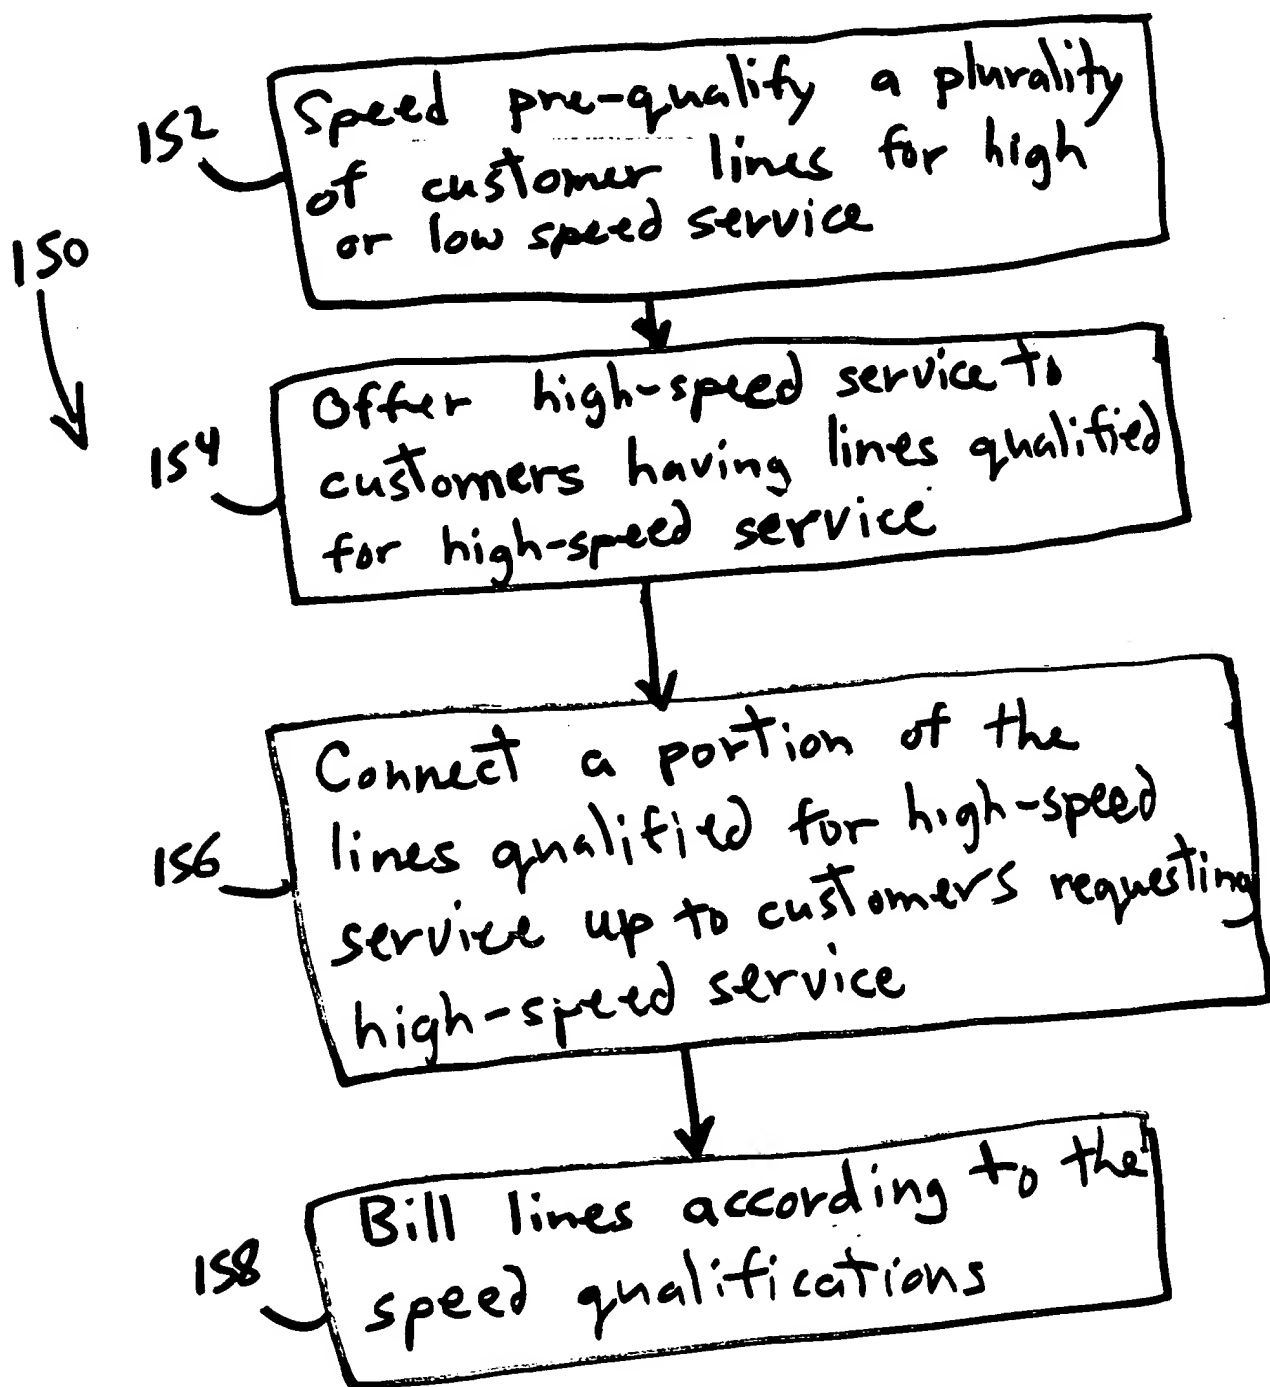 152
Speed pre-qualify a plurality
of customer lines for high
or low speed service
150
154
Offer high-speed service to
customers having lines qualified
for high-speed service
156
Connect a portion of the
lines qualified for high-speed
service up to customers requesting
high-speed service
158
Bill lines according to the
speed qualifications